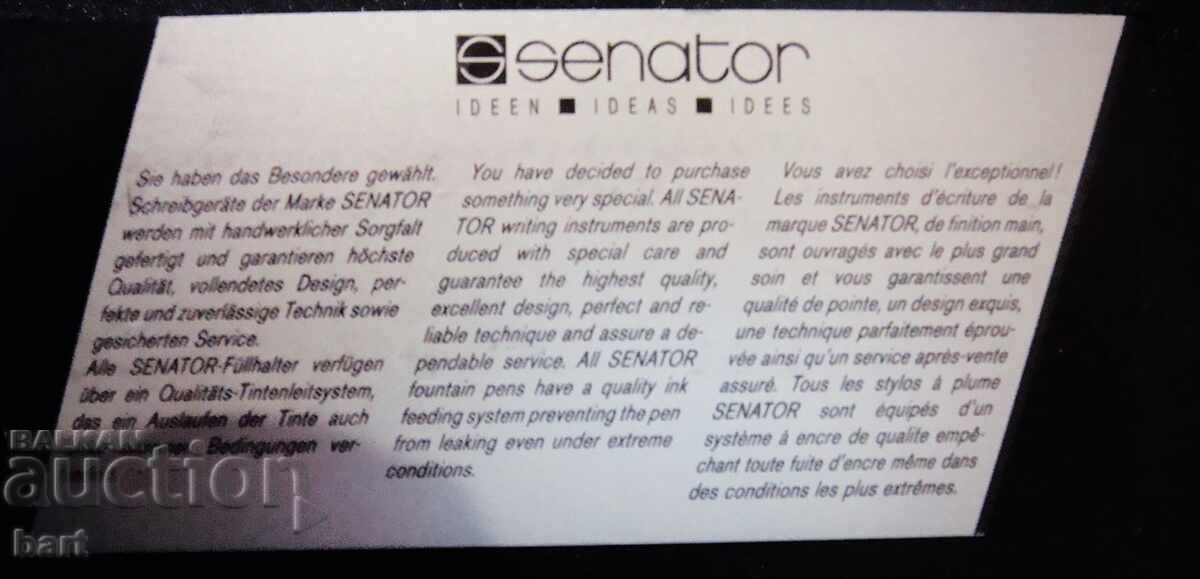 senator
IDEEN ■ IDEAS ■ IDEES
Sie haben das Besondere gewählt.
Schreibgeräte der Marke SENATOR
werden mit handwerklicher Sorgfalt
gefertigt und garantieren höchste
Qualität, vollendetes Design, per-
fekte und zuverlässige Technik sowie
gesicherten Service.
Alle SENATOR-Füllhalter verfügen
über ein Qualitäts-Tintenleitsystem,
das ein Auslaufen der Tinte auch
Bedingungen ver-
You have decided to purchase
something very special. All SENA-
TOR writing instruments are pro-
duced with special care and
guarantee the highest quality,
excellent design, perfect and re-
liable technique and assure a de-
pendable service. All SENATOR
fountain pens have a quality ink
feeding system preventing the pen
from leaking even under extreme
conditions.
Vous avez choisi l'exceptionnel!
Les instruments d'écriture de la
marque SENATOR, de finition main,
sont ouvragés avec le plus grand
soin et vous garantissent une
qualité de pointe, un design exquis,
une technique parfaitement éprou-
vée ainsi qu'un service après-vente
assuré. Tous les stylos à plume
SENATOR sont équipés d'un
système à encre de qualite empê-
chant toute fuite d'encre même dans
des conditions les plus extrêmes.
BALKAN
auction
bart